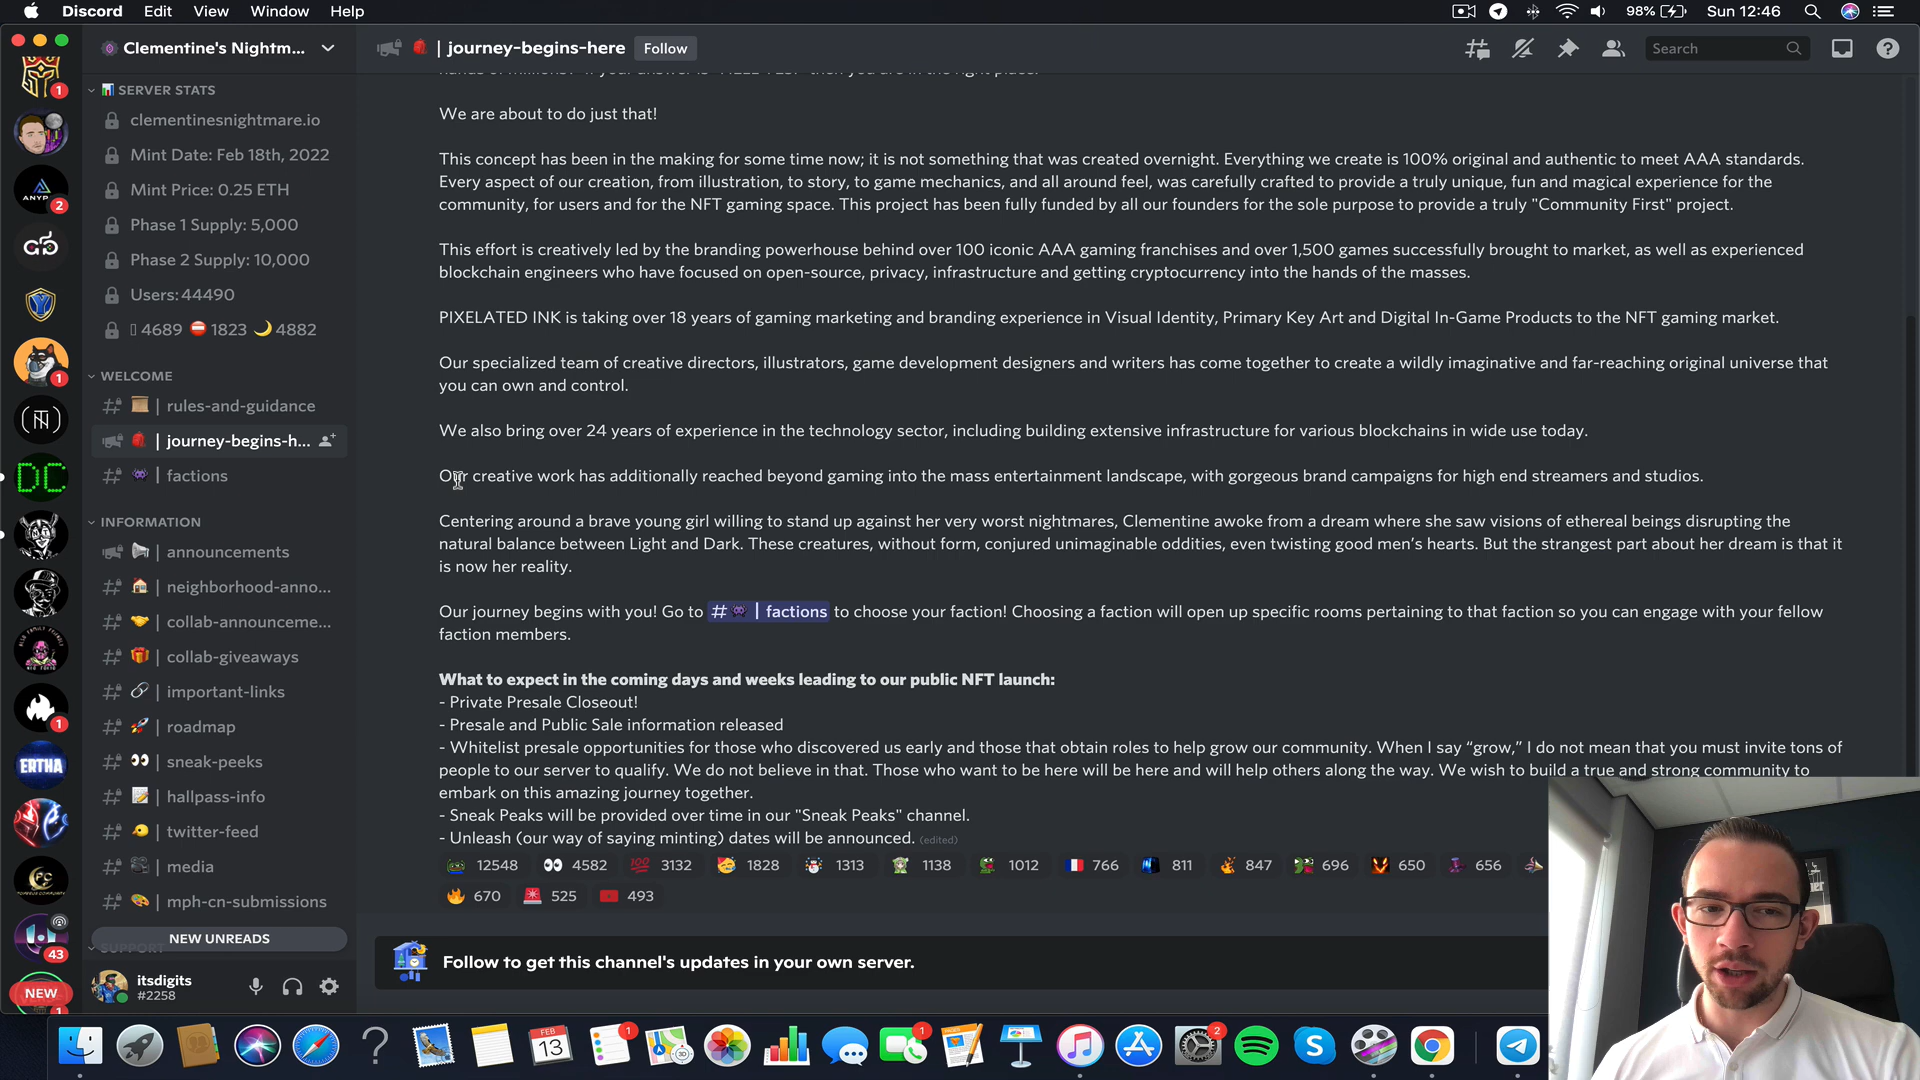 Discord Edit View Window Help
98% Sun 12:46
Clementine's Nightm...
| journey-begins-here Follow
Search
SERVER STATS
clementinesnightmare.io
Mint Date: Feb 18th, 2022
Mint Price: 0.25 ETH
Phase 1 Supply: 5,000
Phase 2 Supply: 10,000
Users: 44490
4689 1823 4882
WELCOME
| rules-and-guidance
| journey-begins-h...
| factions
INFORMATION
| announcements
| neighborhood-anno...
| collab-announceme...
| collab-giveaways
| important-links
| roadmap
| sneak-peeks
| hallpass-info
| twitter-feed
| media
| mph-cn-submissions
NEW UNREADS
SUPPORT
itsdigits
#2258
1
ANYP
2
1
DC
1
ERTHA
43
NEW
We are about to do just that!
This concept has been in the making for some time now; it is not something that was created overnight. Everything we create is 100% original and authentic to meet AAA standards.
Every aspect of our creation, from illustration, to story, to game mechanics, and all around feel, was carefully crafted to provide a truly unique, fun and magical experience for the
community, for users and for the NFT gaming space. This project has been fully funded by all our founders for the sole purpose to provide a truly "Community First" project.
This effort is creatively led by the branding powerhouse behind over 100 iconic AAA gaming franchises and over 1,500 games successfully brought to market, as well as experienced
blockchain engineers who have focused on open-source, privacy, infrastructure and getting cryptocurrency into the hands of the masses.
PIXELATED INK is taking over 18 years of gaming marketing and branding experience in Visual Identity, Primary Key Art and Digital In-Game Products to the NFT gaming market.
Our specialized team of creative directors, illustrators, game development designers and writers has come together to create a wildly imaginative and far-reaching original universe that
you can own and control.
We also bring over 24 years of experience in the technology sector, including building extensive infrastructure for various blockchains in wide use today.
Our creative work has additionally reached beyond gaming into the mass entertainment landscape, with gorgeous brand campaigns for high end streamers and studios.
Centering around a brave young girl willing to stand up against her very worst nightmares, Clementine awoke from a dream where she saw visions of ethereal beings disrupting the
natural balance between Light and Dark. These creatures, without form, conjured unimaginable oddities, even twisting good men's hearts. But the strangest part about her dream is that it
is now her reality.
Our journey begins with you! Go to # | factions to choose your faction! Choosing a faction will open up specific rooms pertaining to that faction so you can engage with your fellow
faction members.
What to expect in the coming days and weeks leading to our public NFT launch:
- Private Presale Closeout!
- Presale and Public Sale information released
- Whitelist presale opportunities for those who discovered us early and those that obtain roles to help grow our community. When I say “grow,” I do not mean that you must invite tons of
people to our server to qualify. We do not believe in that. Those who want to be here will be here and will help others along the way. We wish to build a true and strong community to
embark on this amazing journey together.
- Sneak Peaks will be provided over time in our "Sneak Peaks" channel.
- Unleash (our way of saying minting) dates will be announced. (edited)
12548 4582 3132 1828 1313 1138 1012 766 811 847 696 650 656
670 525 493
Follow to get this channel's updates in your own server.
FEB
13
1
1
2